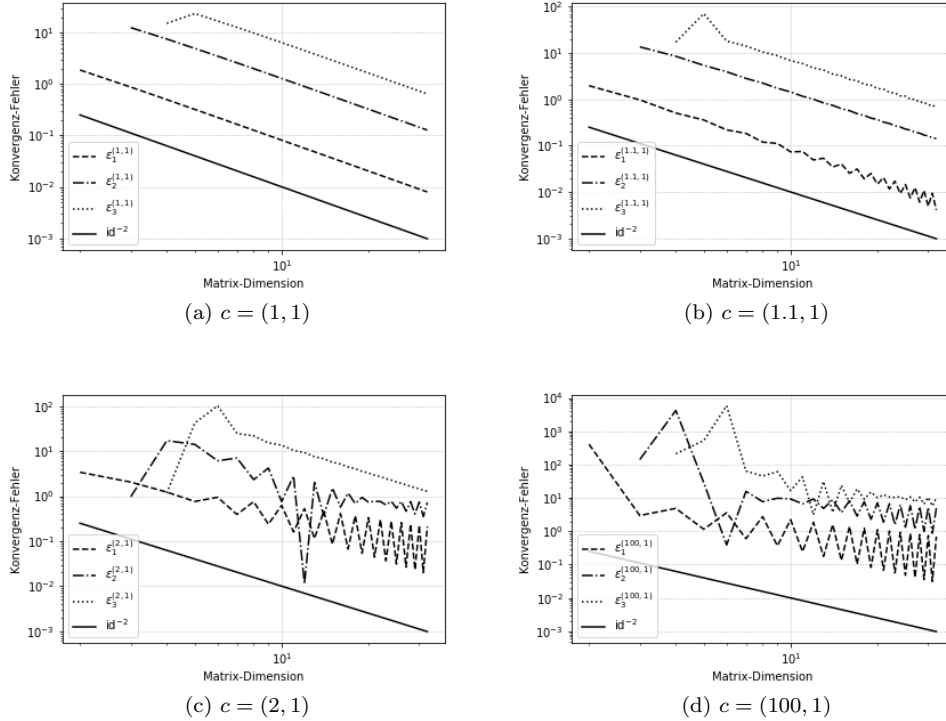 10^1
10^0
10^{-1}
10^{-2}
10^{-3}
Konvergenz-Fehler
ε_1^{(1,1)}
ε_2^{(1,1)}
ε_3^{(1,1)}
id^{-2}
10^1
Matrix-Dimension
(a) c = (1, 1)
10^2
10^1
10^0
10^{-1}
10^{-2}
10^{-3}
Konvergenz-Fehler
ε_1^{(1.1,1)}
ε_2^{(1.1,1)}
ε_3^{(1.1,1)}
id^{-2}
10^1
Matrix-Dimension
(b) c = (1.1, 1)
10^2
10^1
10^0
10^{-1}
10^{-2}
10^{-3}
Konvergenz-Fehler
ε_1^{(2,1)}
ε_2^{(2,1)}
ε_3^{(2,1)}
id^{-2}
10^1
Matrix-Dimension
(c) c = (2, 1)
10^4
10^3
10^2
10^1
10^0
10^{-1}
10^{-2}
10^{-3}
Konvergenz-Fehler
ε_1^{(100,1)}
ε_2^{(100,1)}
ε_3^{(100,1)}
id^{-2}
10^1
Matrix-Dimension
(d) c = (100, 1)